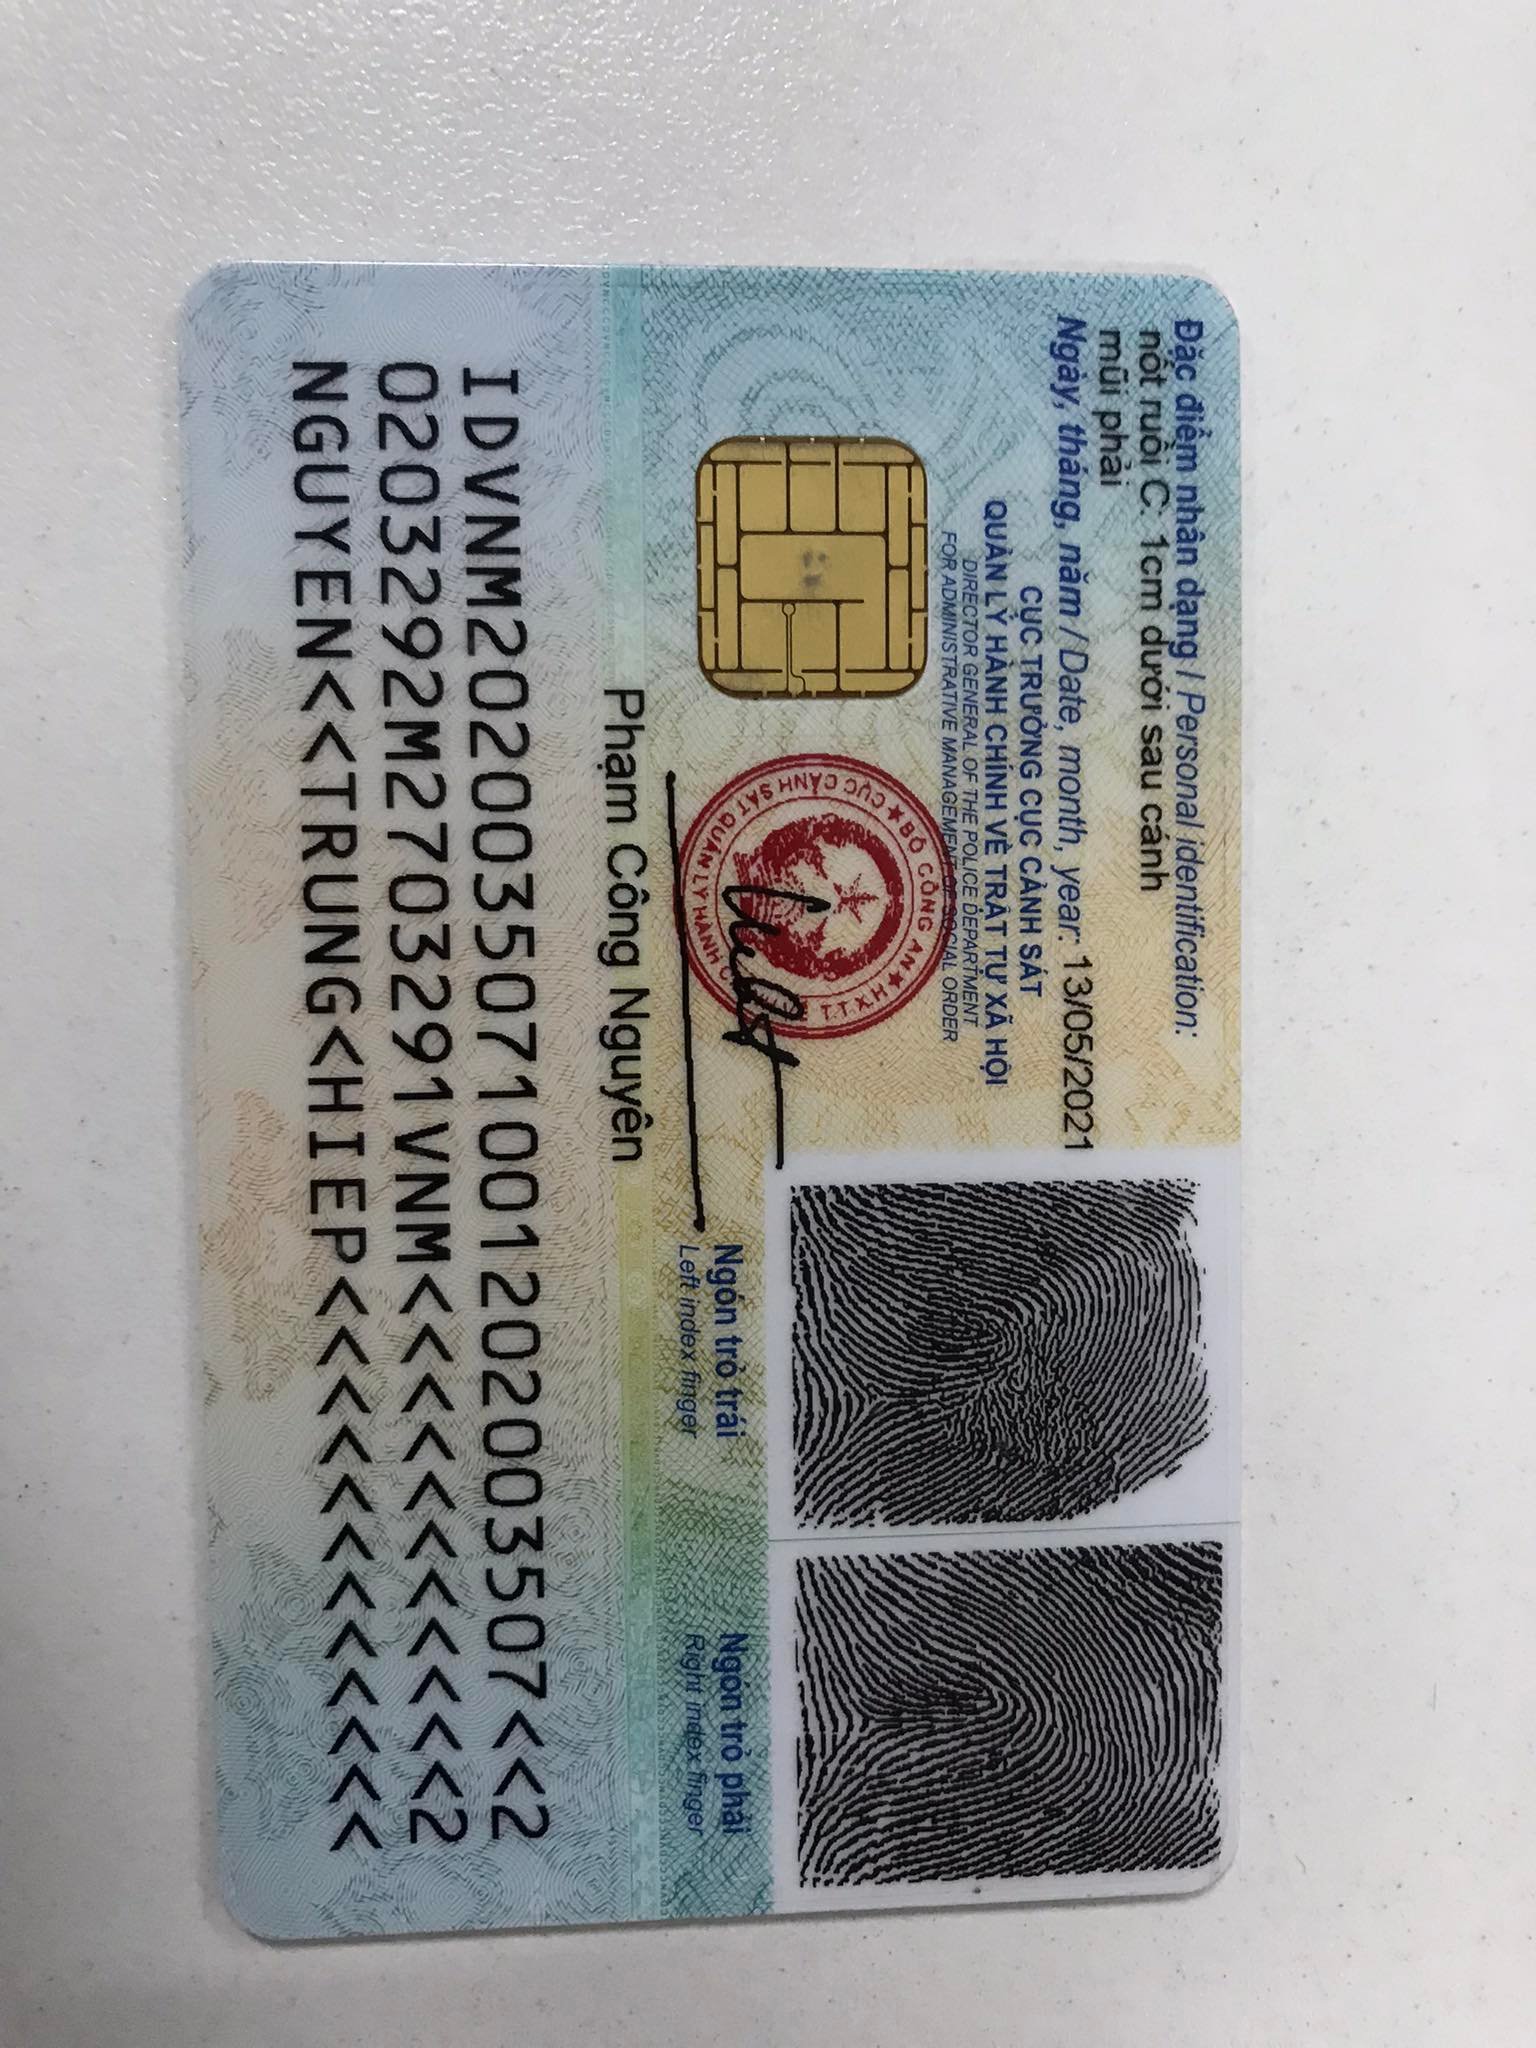 Đặc điểm nhân dạng / Personal identification:
nốt ruồi C: 1cm dưới sau cánh
mũi phải
Ngày, tháng, năm / Date, month, year: 13/05/2021
CỤC TRƯỞNG CỤC CẢNH SÁT
QUẢN LÝ HÀNH CHÍNH VỀ TRẬT TỰ XÃ HỘI
DIRECTOR GENERAL OF THE POLICE DEPARTMENT
FOR ADMINISTRATIVE MANAGEMENT OF SOCIAL ORDER
★ BỘ CÔNG AN ★
CỤC CẢNH SÁT QUẢN LÝ HÀNH CHÍNH VỀ T.T.X.H
Phạm Công Nguyên
Ngón trỏ trái
Left index finger
Ngón trỏ phải
Right index finger
IDVNM2020035071001202003507<<2
0203292M2703291VNM<<<<<<<<<<<2
NGUYEN<<TRUNG<HIEP<<<<<<<<<<<<